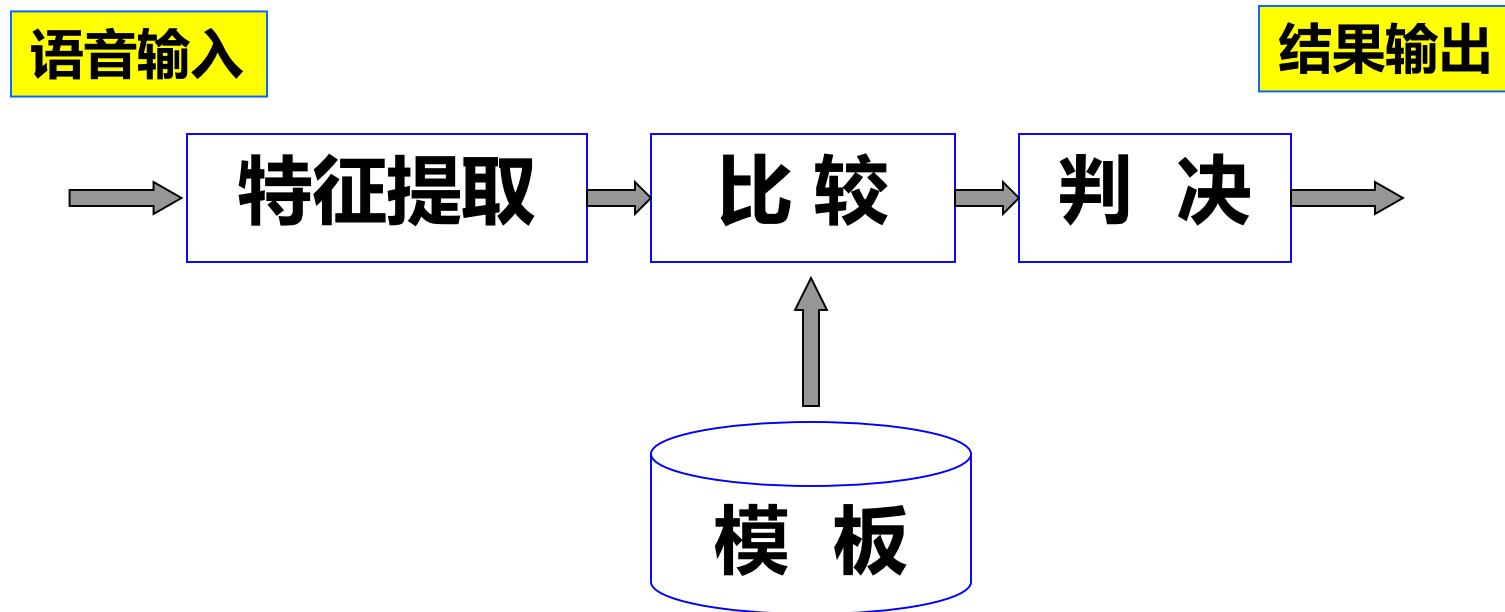 语音输入
结果输出
特征提取
比 较
判 决
模 板